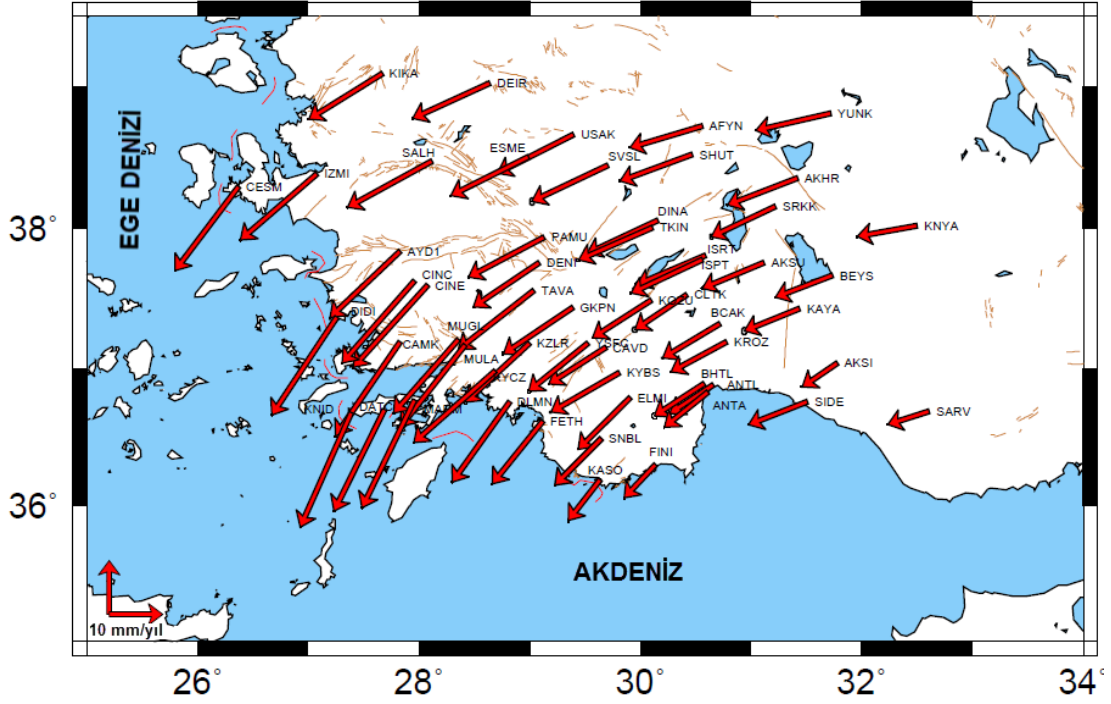 KIKA
DEIR
YUNK
AFYN
USAK
SALH
ESME
SVSL
SHUT
EGE DENİZİ
CESM
İZMI
AKHR
38°
DINA
TKIN
SRKK
KNYA
AYD1
PAMU
DENI
ISRT
ISPT
AKSU
BEYS
CINC
CINE
TAVA
CLTK
KOZU
GKPN
BCAK
KAYA
DIDI
MUGL
CAMK
KZLR
YSFC
CAVD
KROZ
MULA
KYBS
BHTL
AKSI
KYCZ
ELMI
ANTL
ANTA
KNID
DATC
MARM
DLMN
FETH
SIDE
SARV
SNBL
FINI
KASO
36°
AKDENİZ
10 mm/yıl
26°
28°
30°
32°
34°